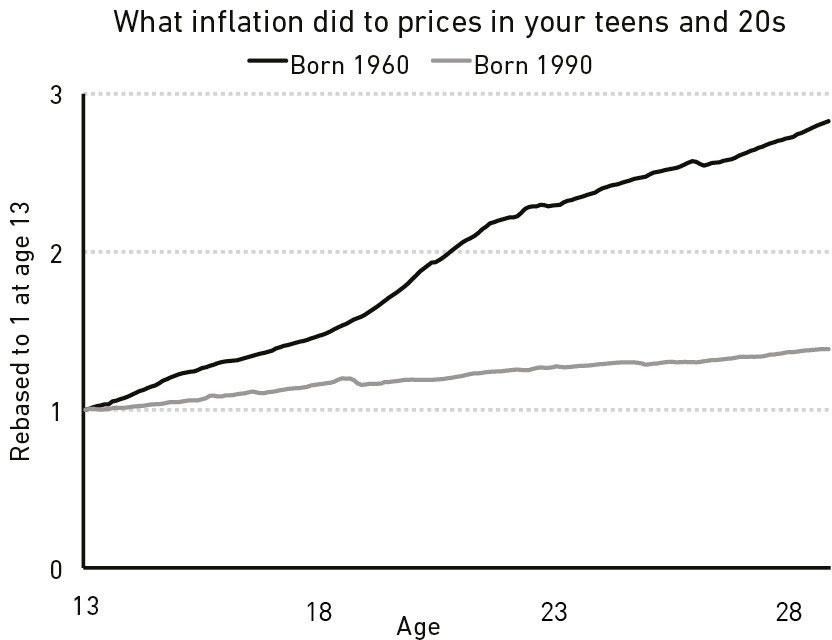 What inflation did to prices in your teens and 20s
Born 1960 Born 1990
3
2
1
0
Rebased to 1 at age 13
13 18 23 28
Age